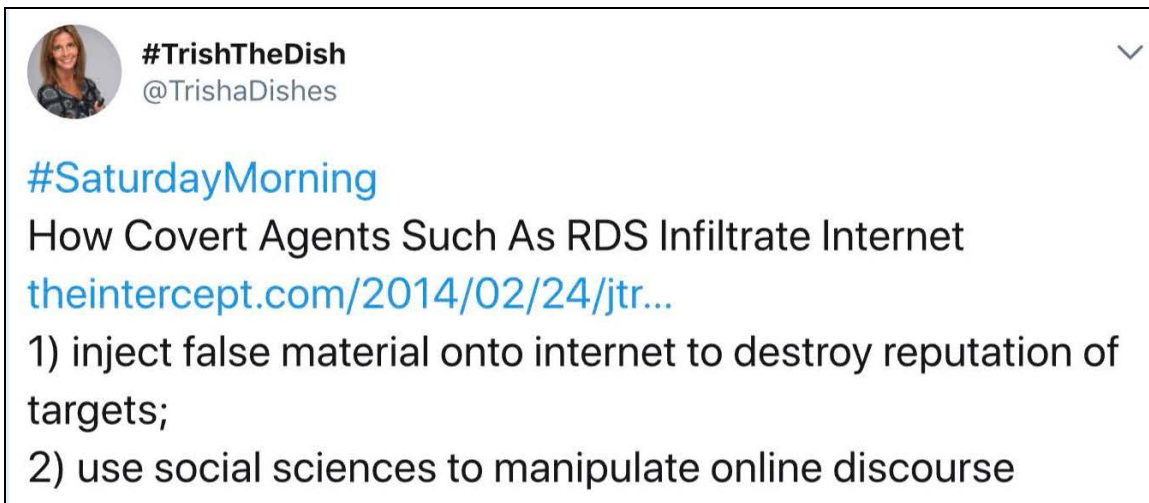 #TrishTheDish
@TrishaDishes
#SaturdayMorning
How Covert Agents Such As RDS Infiltrate Internet
theintercept.com/2014/02/24/jtr...
1) inject false material onto internet to destroy reputation of
targets;
2) use social sciences to manipulate online discourse